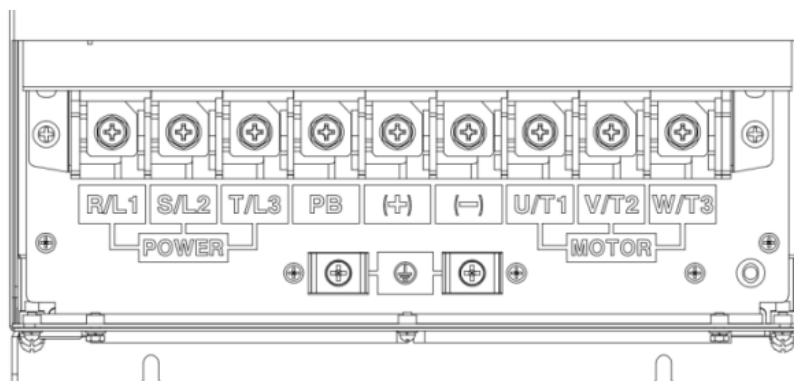 R/L1 S/L2 T/L3 PB (+) (−) U/T1 V/T2 W/T3
POWER MOTOR